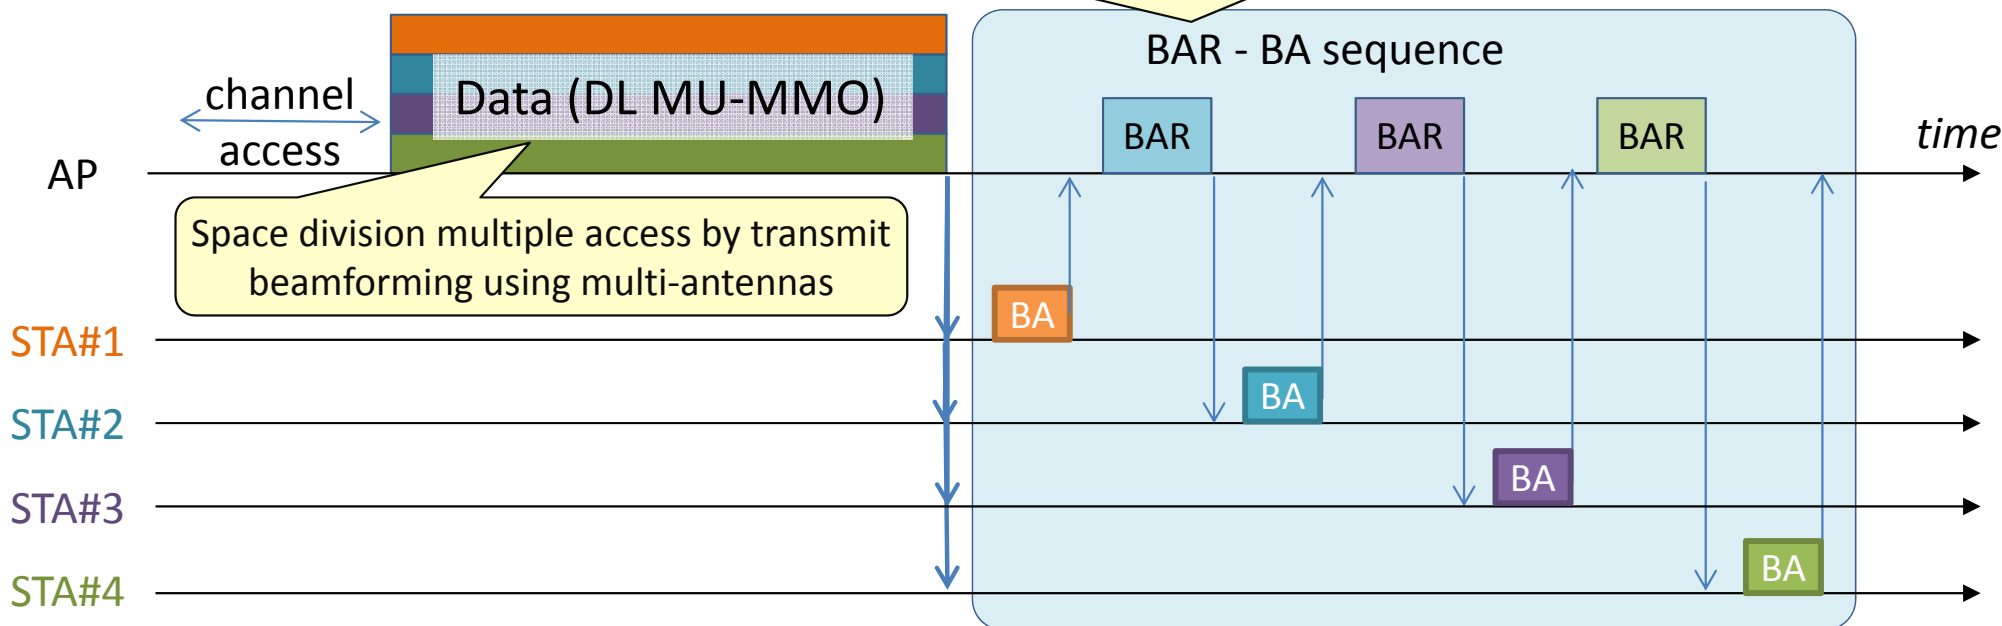 BAR - BA sequence
channel
access
Data (DL MU-MMO)
BAR
BAR
BAR
time
AP
Space division multiple access by transmit
beamforming using multi-antennas
BA
STA#1
BA
STA#2
BA
STA#3
BA
STA#4